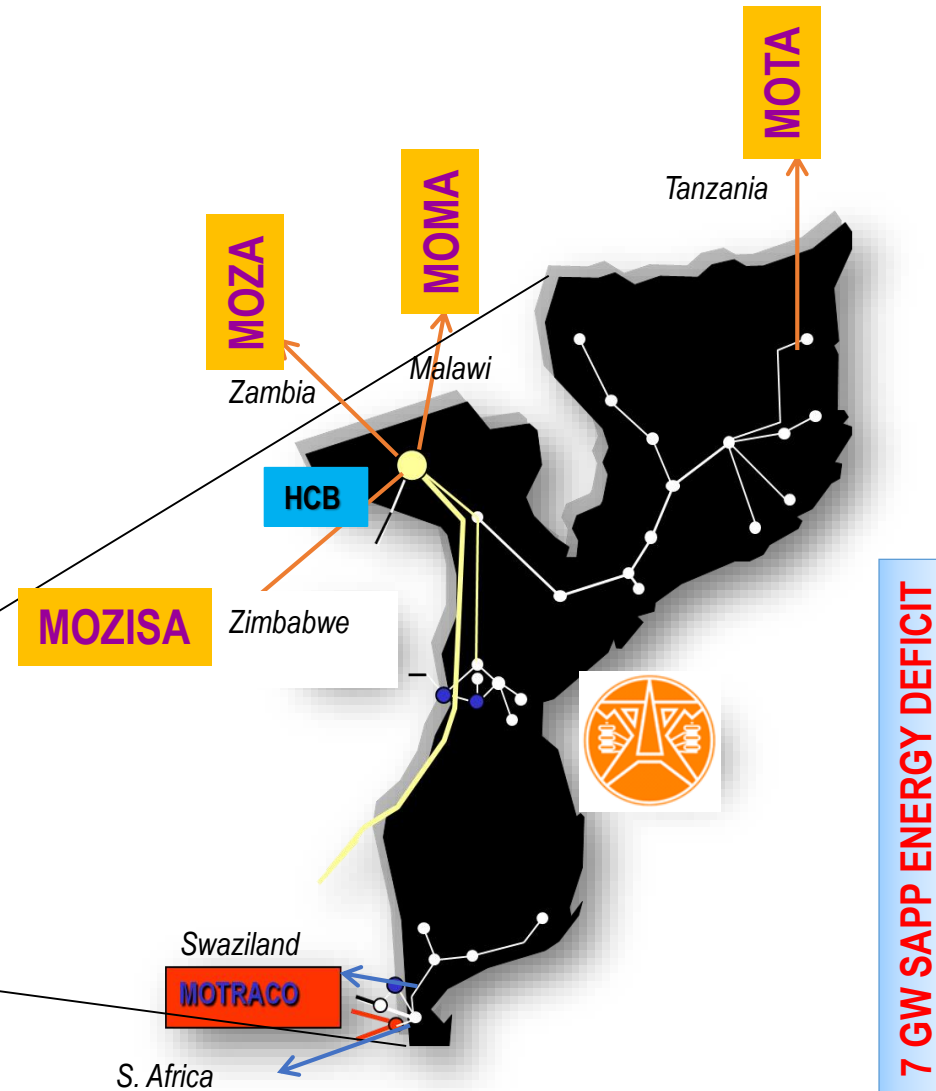 MOTA
Tanzania
MOMA
MOZA
Malawi
Zambia
HCB
MOZISA
Zimbabwe
7 GW SAPP ENERGY DEFICIT
Swaziland
MOTRACO
S. Africa